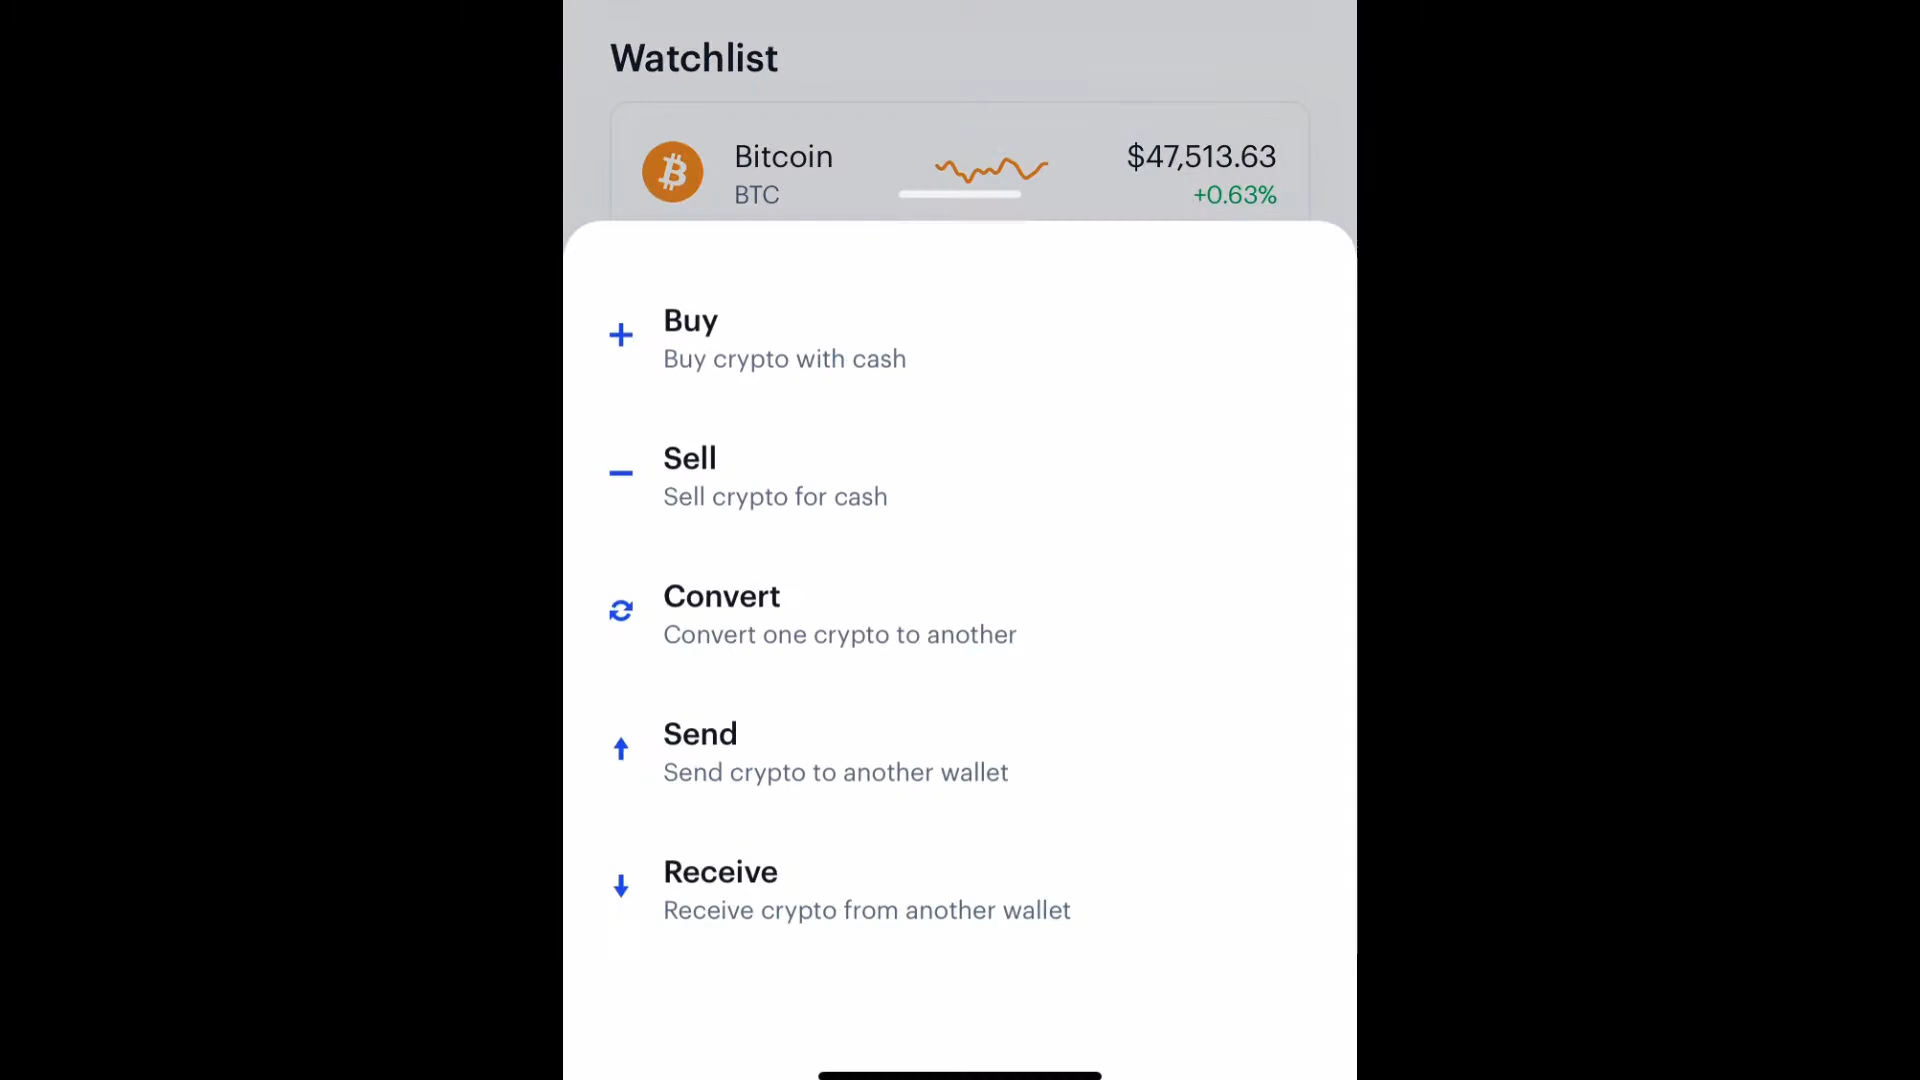 Watchlist
Bitcoin
$47,513.63
BTC
+0.63%
Buy
Buy crypto with cash
Sell
Sell crypto for cash
Convert
Convert one crypto to another
Send
Send crypto to another wallet
Receive
Receive crypto from another wallet